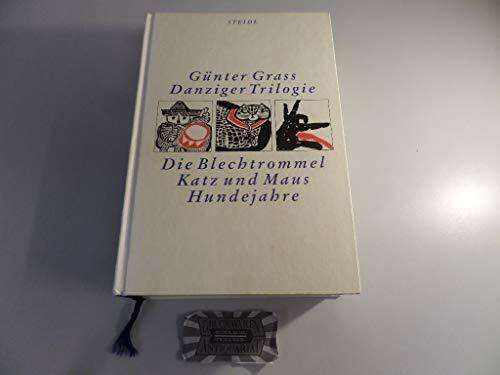 STEIDL
Günter Grass
Danziger Trilogie
Die Blechtrommel
Katz und Maus
Hundejahre